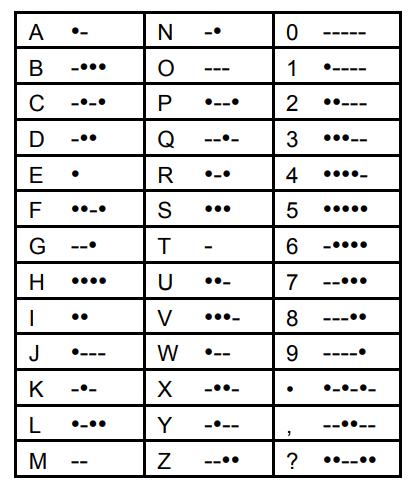 A •- N -• 0 -----
B -••• O --- 1 •----
C -•-• P •--• 2 ••---
D -•• Q --•- 3 •••--
E • R •-• 4 ••••-
F ••-• S ••• 5 •••••
G --• T - 6 -••••
H •••• U ••- 7 --•••
I •• V •••- 8 ---••
J •--- W •-- 9 ----•
K -•- X -••- • •-•-•-
L •-•• Y -•-- , --••--
M -- Z --•• ? ••--••